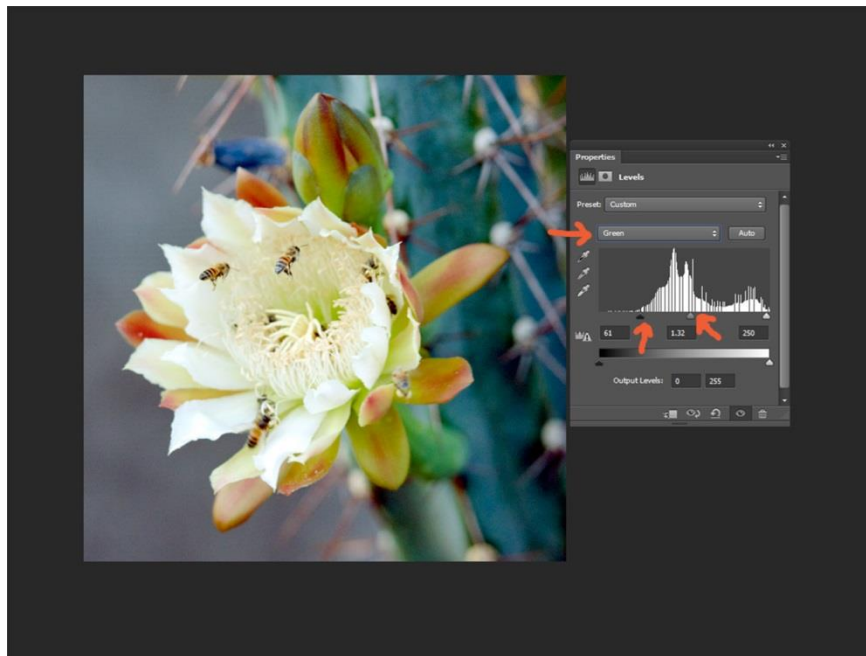 Properties
Levels
Preset: Custom
Green Auto
61 1.32 250
Output Levels: 0 255